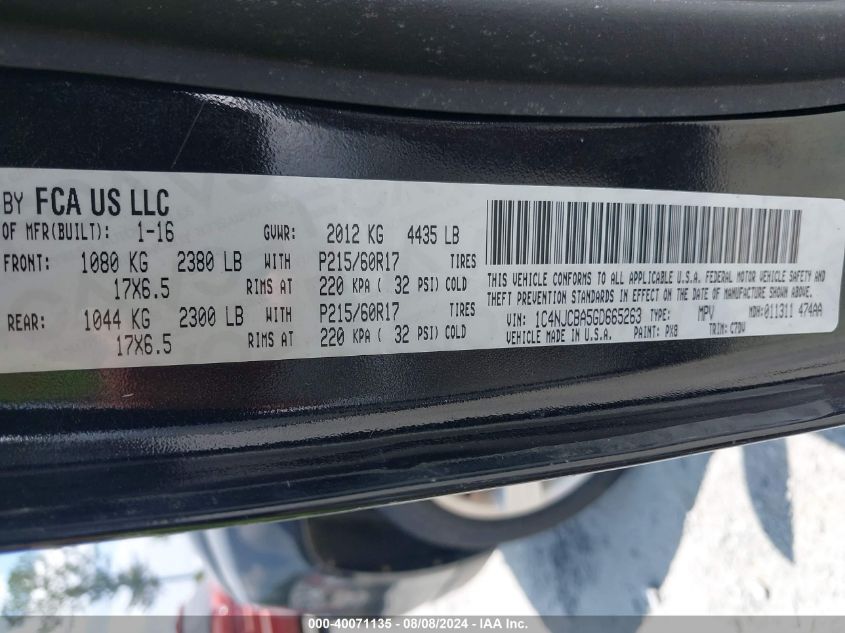 BY FCA US LLC
OF MFR(BUILT): 1-16 GVWR: 2012 KG 4435 LB
FRONT: 1080 KG 2380 LB WITH P215/60R17 TIRES
17X6.5 RIMS AT 220 KPA ( 32 PSI) COLD
REAR: 1044 KG 2300 LB WITH P215/60R17 TIRES
17X6.5 RIMS AT 220 KPA ( 32 PSI) COLD
THIS VEHICLE CONFORMS TO ALL APPLICABLE U.S.A. FEDERAL MOTOR VEHICLE SAFETY AND
THEFT PREVENTION STANDARDS IN EFFECT ON THE DATE OF MANUFACTURE SHOWN ABOVE.
VIN: 1C4NJCBA5GD665263 TYPE: MPV MDH: 011311 474AA
VEHICLE MADE IN U.S.A. PAINT: PX8 TRIM: C7DV
000-40071135 - 08/08/2024 - IAA Inc.